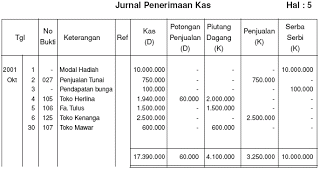 Jurnal Penerimaan Kas Hal : 5
Tgl No Bukti Keterangan Ref Kas (D) Potongan Penjualan (D) Piutang Dagang (K) Penjualan (K) Serba Serbi (K)
2001 1 - Modal Hadiah 10.000.000 - - - 10.000.000
Okt 2 027 Penjualan Tunai 750.000 - - 750.000 -
3 - Pendapatan bunga 100.000 - - - 100.000
4 105 Toko Herlina 1.940.000 60.000 2.000.000 - -
5 106 Fa. Tulus 1.500.000 - 1.500.000 - -
6 125 Toko Kenanga 2.500.000 - - 2.500.000 -
30 107 Toko Mawar 600.000 - 600.000 - -
17.390.000 60.000 4.100.000 3.250.000 10.000.000